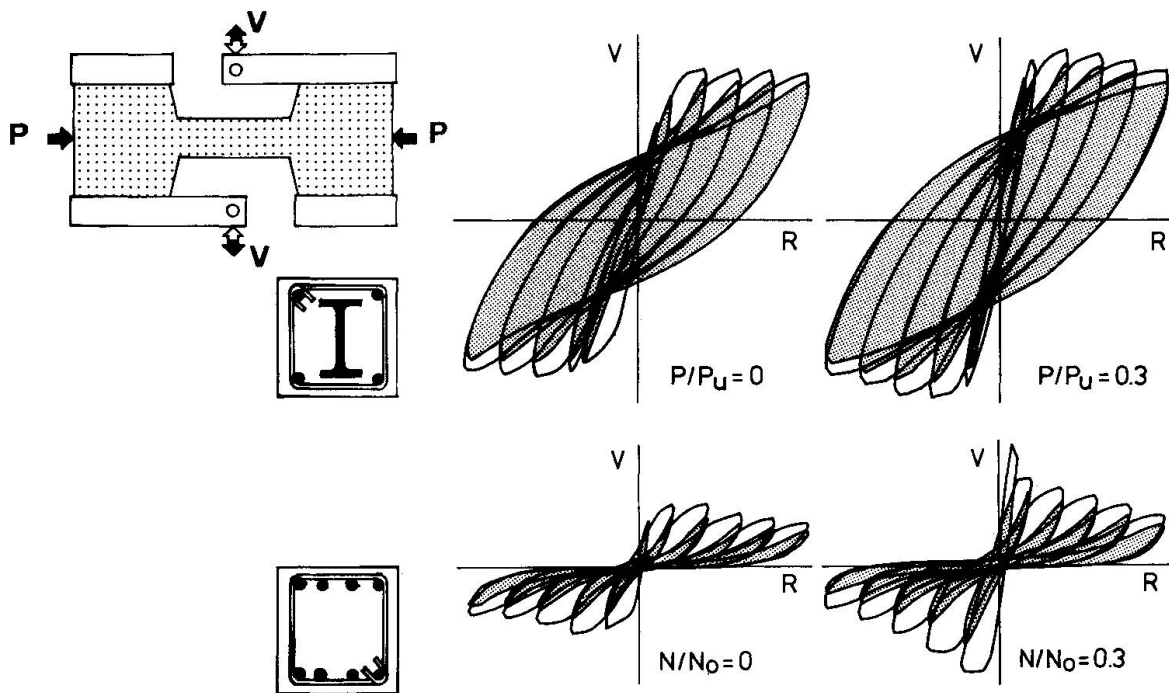 V
P
P
V
V
R
P/Pu = 0
V
R
P/Pu = 0.3
V
R
N/No = 0
V
R
N/No = 0.3